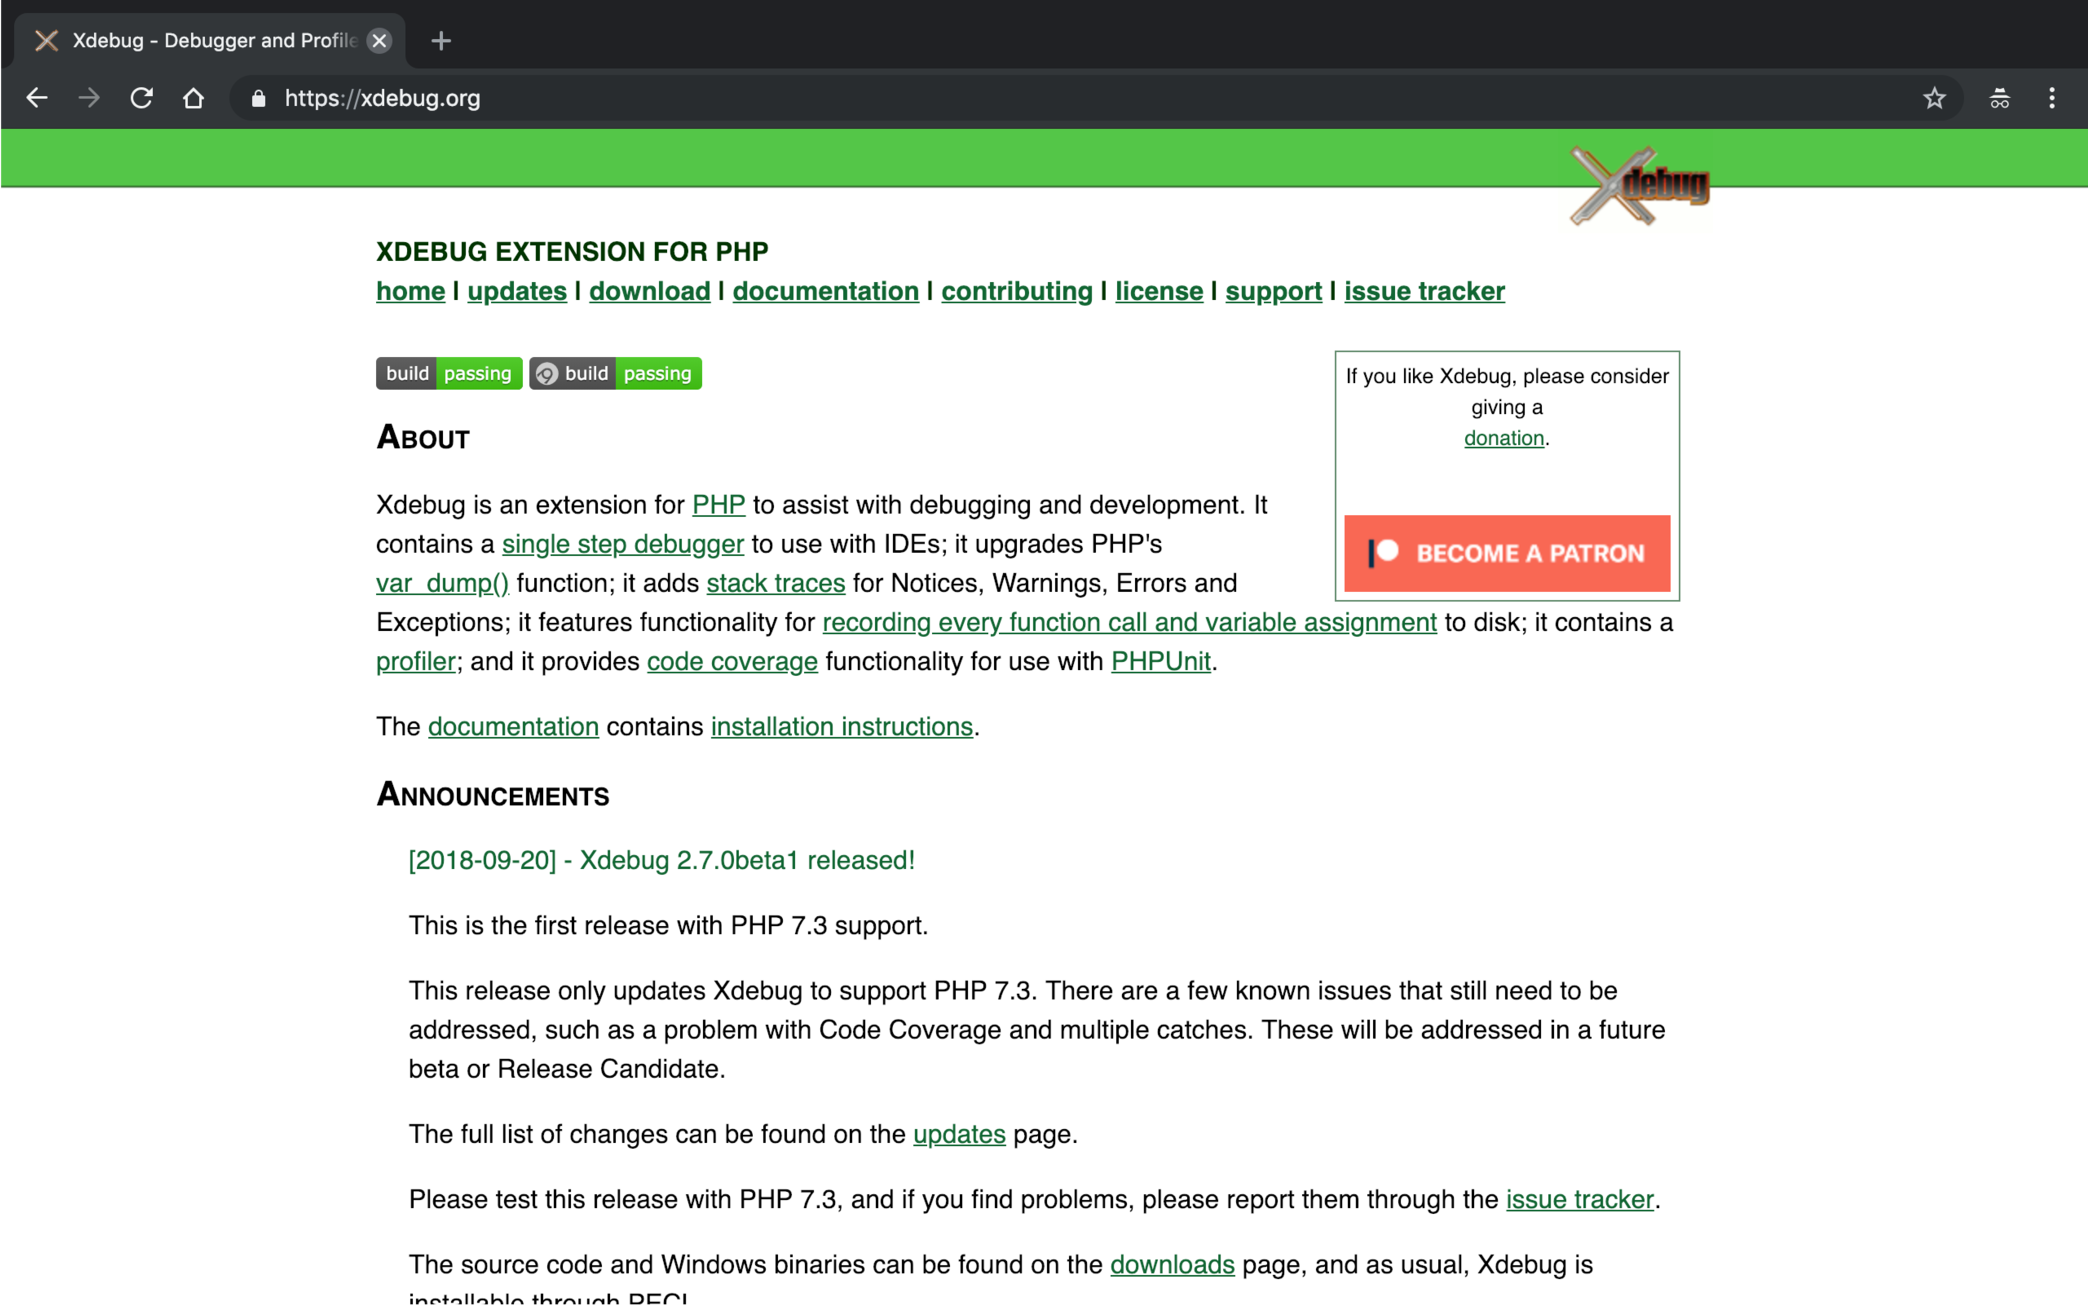 Xdebug - Debugger and Profile
https://xdebug.org
Xdebug
XDEBUG EXTENSION FOR PHP
home | updates | download | documentation | contributing | license | support | issue tracker
build passing build passing
If you like Xdebug, please consider
giving a
donation.
BECOME A PATRON
ABOUT
Xdebug is an extension for PHP to assist with debugging and development. It
contains a single step debugger to use with IDEs; it upgrades PHP's
var_dump() function; it adds stack traces for Notices, Warnings, Errors and
Exceptions; it features functionality for recording every function call and variable assignment to disk; it contains a
profiler; and it provides code coverage functionality for use with PHPUnit.
The documentation contains installation instructions.
ANNOUNCEMENTS
[2018-09-20] - Xdebug 2.7.0beta1 released!
This is the first release with PHP 7.3 support.
This release only updates Xdebug to support PHP 7.3. There are a few known issues that still need to be
addressed, such as a problem with Code Coverage and multiple catches. These will be addressed in a future
beta or Release Candidate.
The full list of changes can be found on the updates page.
Please test this release with PHP 7.3, and if you find problems, please report them through the issue tracker.
The source code and Windows binaries can be found on the downloads page, and as usual, Xdebug is
installable through PECL